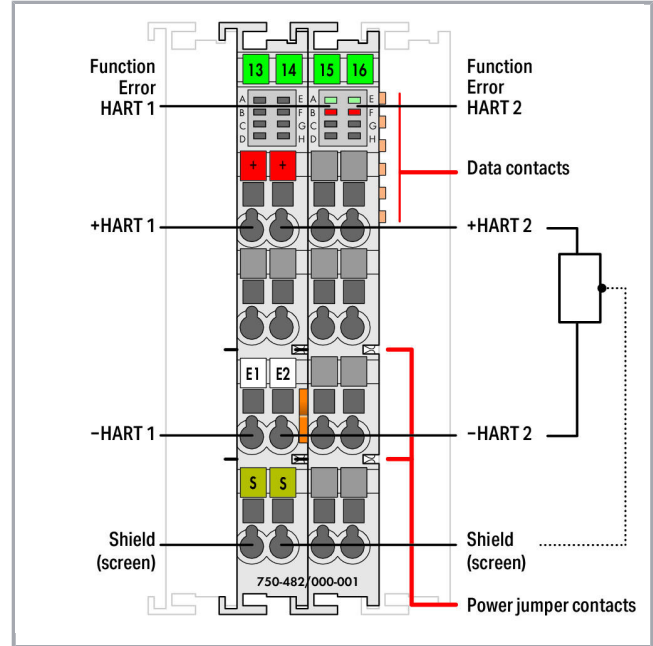 13 14 15 16
Function
Error
HART 1
Function
Error
HART 2
A E A E
B F B F
C G C G
D H D H
+ +
Data contacts
+HART 1
+HART 2
E1 E2
−HART 1
−HART 2
S S
Shield
(screen)
Shield
(screen)
750-482/000-001
Power jumper contacts